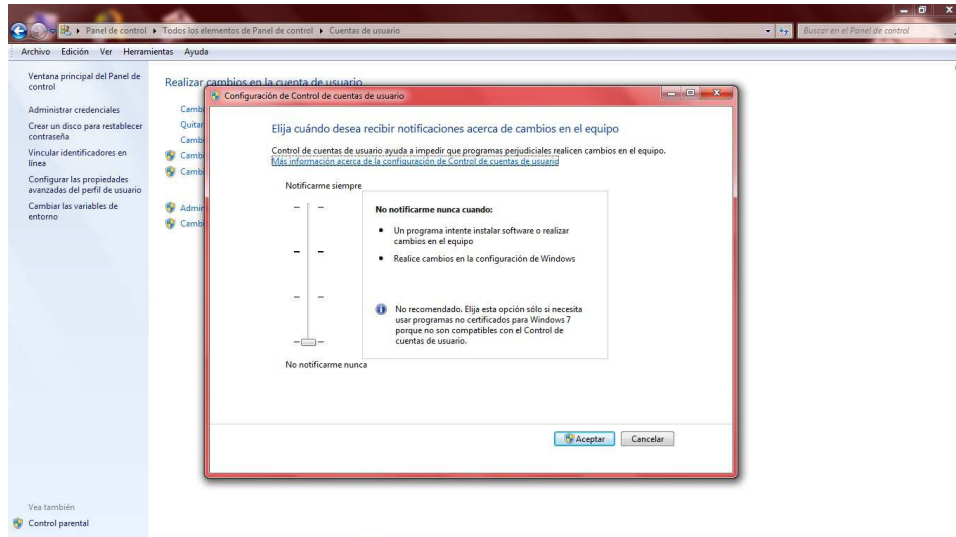 Panel de control ▸ Todos los elementos de Panel de control ▸ Cuentas de usuario
Buscar en el Panel de control
Archivo Edición Ver Herramientas Ayuda
Ventana principal del Panel de
control
Administrar credenciales
Crear un disco para restablecer
contraseña
Vincular identificadores en
línea
Configurar las propiedades
avanzadas del perfil de usuario
Cambiar las variables de
entorno
Vea también
Control parental
Realizar cambios en la cuenta de usuario
Configuración de Control de cuentas de usuario
Elija cuándo desea recibir notificaciones acerca de cambios en el equipo
Control de cuentas de usuario ayuda a impedir que programas perjudiciales realicen cambios en el equipo.
Más información acerca de la configuración de Control de cuentas de usuario
Notificarme siempre
No notificarme nunca cuando:
• Un programa intente instalar software o realizar
cambios en el equipo
• Realice cambios en la configuración de Windows
No recomendado. Elija esta opción sólo si necesita
usar programas no certificados para Windows 7
porque no son compatibles con el Control de
cuentas de usuario.
No notificarme nunca
Aceptar Cancelar